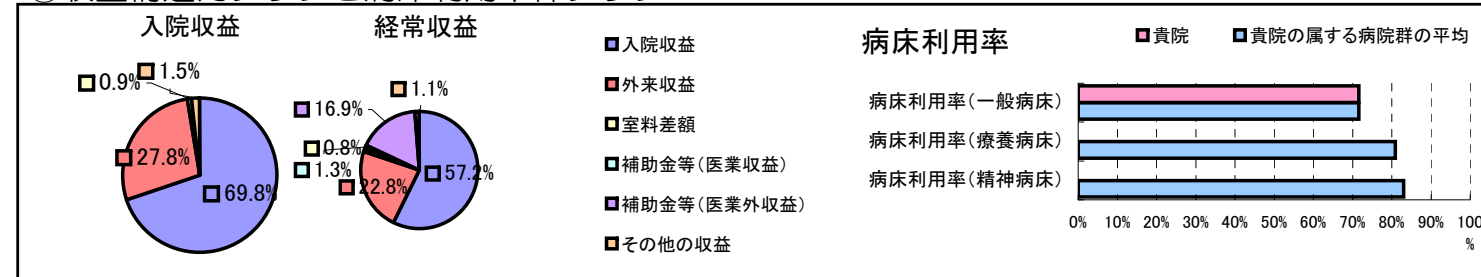 入院収益
1.5%
0.9%
27.8%
69.8%
経常収益
1.1%
16.9%
0.8%
1.3%
22.8%
57.2%
入院収益
外来収益
室料差額
補助金等(医業収益)
補助金等(医業外収益)
その他の収益
病床利用率
貴院
貴院の属する病院群の平均
病床利用率(一般病床)
病床利用率(療養病床)
病床利用率(精神病床)
0% 10% 20% 30% 40% 50% 60% 70% 80% 90% 100
%